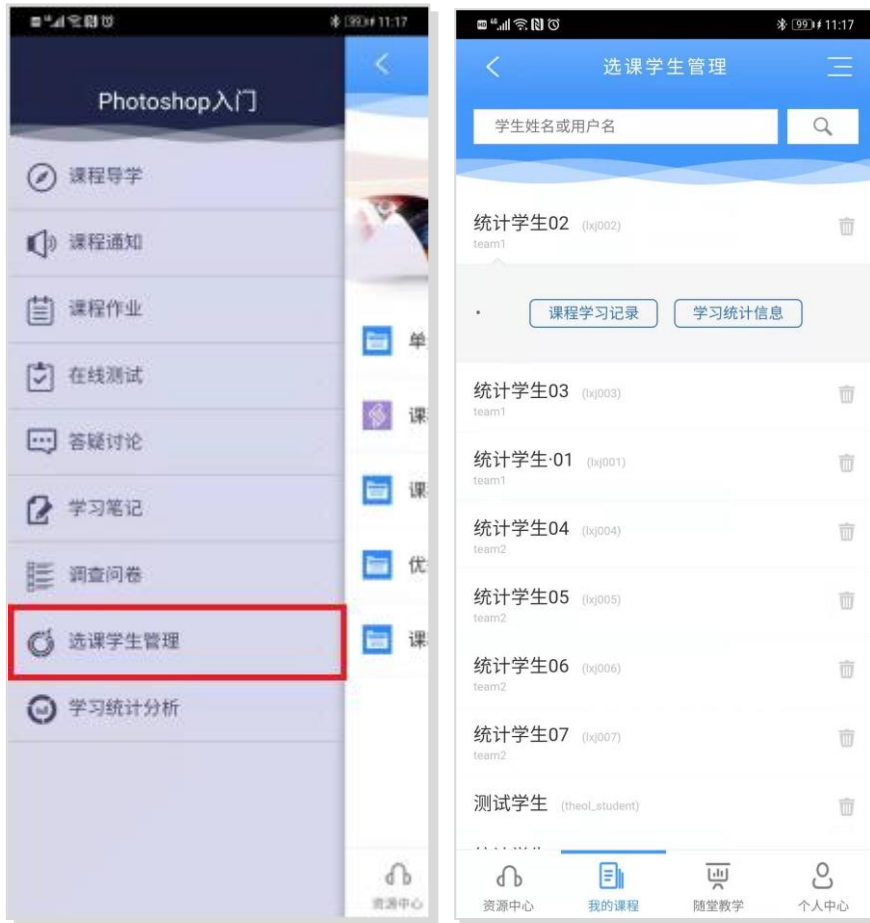 11:17
Photoshop入门
课程导学
课程通知
课程作业
在线测试
答疑讨论
学习笔记
调查问卷
选课学生管理
学习统计分析
单
课
课
优
课
资源中心
99 11:17
选课学生管理
学生姓名或用户名
统计学生02 (lxj002)
team1
· 课程学习记录 学习统计信息
统计学生03 (lxj003)
team1
统计学生·01 (lxj001)
team1
统计学生04 (lxj004)
team2
统计学生05 (lxj005)
team2
统计学生06 (lxj006)
team2
统计学生07 (lxj007)
team2
测试学生 (theol_student)
资源中心 我的课程 随堂教学 个人中心